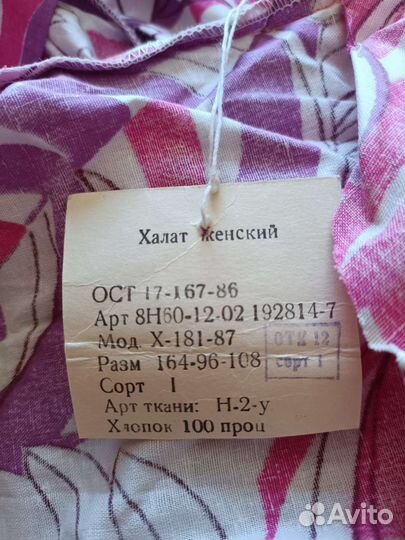 Халат женский
ОСТ 17-167-86
Арт 8Н60-12-02 192814-7
Мод. Х-181-87
Разм 164-96-108
ОТК 12
сорт 1
Сорт I
Арт ткани: Н-2-у
Хлопок 100 проц
Avito